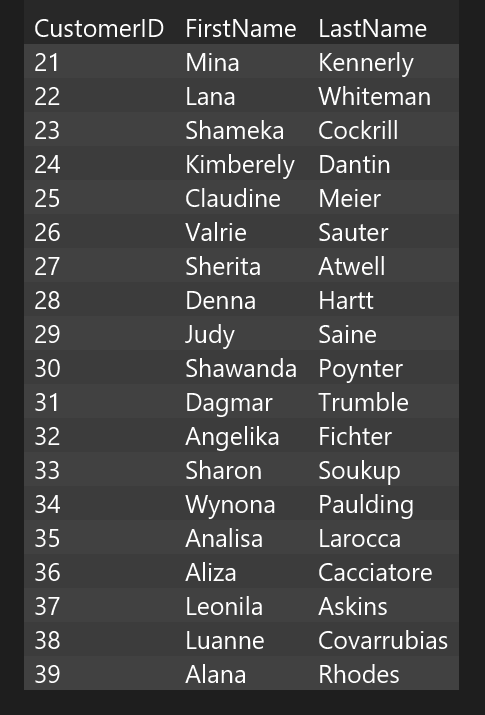 CustomerID FirstName LastName
21 Mina Kennerly
22 Lana Whiteman
23 Shameka Cockrill
24 Kimberely Dantin
25 Claudine Meier
26 Valrie Sauter
27 Sherita Atwell
28 Denna Hartt
29 Judy Saine
30 Shawanda Poynter
31 Dagmar Trumble
32 Angelika Fichter
33 Sharon Soukup
34 Wynona Paulding
35 Analisa Larocca
36 Aliza Cacciatore
37 Leonila Askins
38 Luanne Covarrubias
39 Alana Rhodes